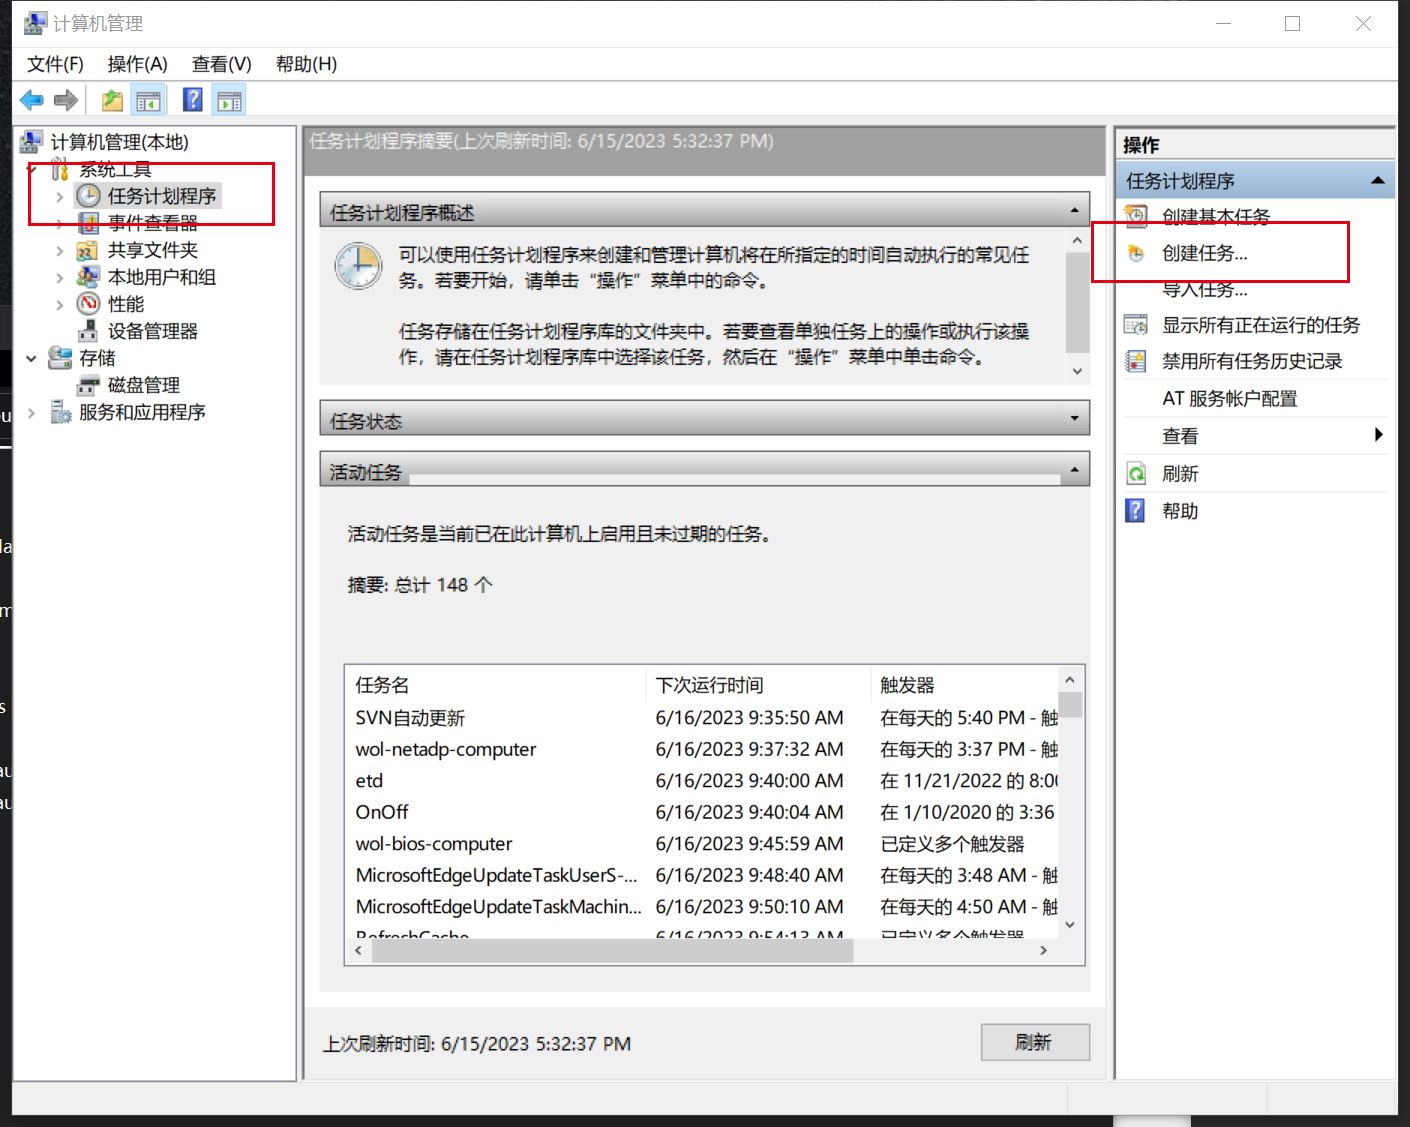 计算机管理
文件(F) 操作(A) 查看(V) 帮助(H)
计算机管理(本地)
系统工具
任务计划程序
事件查看器
共享文件夹
本地用户和组
性能
设备管理器
存储
磁盘管理
服务和应用程序
任务计划程序摘要(上次刷新时间: 6/15/2023 5:32:37 PM)
任务计划程序概述
可以使用任务计划程序来创建和管理计算机将在所指定的时间自动执行的常见任
务。若要开始，请单击“操作”菜单中的命令。
任务存储在任务计划程序库的文件夹中。若要查看单独任务上的操作或执行该操
作，请在任务计划程序库中选择该任务，然后在“操作”菜单中单击命令。
任务状态
活动任务
活动任务是当前已在此计算机上启用且未过期的任务。
摘要: 总计 148 个
任务名 下次运行时间 触发器
SVN自动更新 6/16/2023 9:35:50 AM 在每天的 5:40 PM - 触
wol-netadp-computer 6/16/2023 9:37:32 AM 在每天的 3:37 PM - 触
etd 6/16/2023 9:40:00 AM 在 11/21/2022 的 8:00
OnOff 6/16/2023 9:40:04 AM 在 1/10/2020 的 3:36
wol-bios-computer 6/16/2023 9:45:59 AM 已定义多个触发器
MicrosoftEdgeUpdateTaskUserS-... 6/16/2023 9:48:40 AM 在每天的 3:48 AM - 触
MicrosoftEdgeUpdateTaskMachin... 6/16/2023 9:50:10 AM 在每天的 4:50 AM - 触
RefreshCache 6/16/2023 9:54:13 AM 已定义多个触发器
上次刷新时间: 6/15/2023 5:32:37 PM
刷新
操作
任务计划程序
创建基本任务
创建任务...
导入任务...
显示所有正在运行的任务
禁用所有任务历史记录
AT 服务帐户配置
查看
刷新
帮助